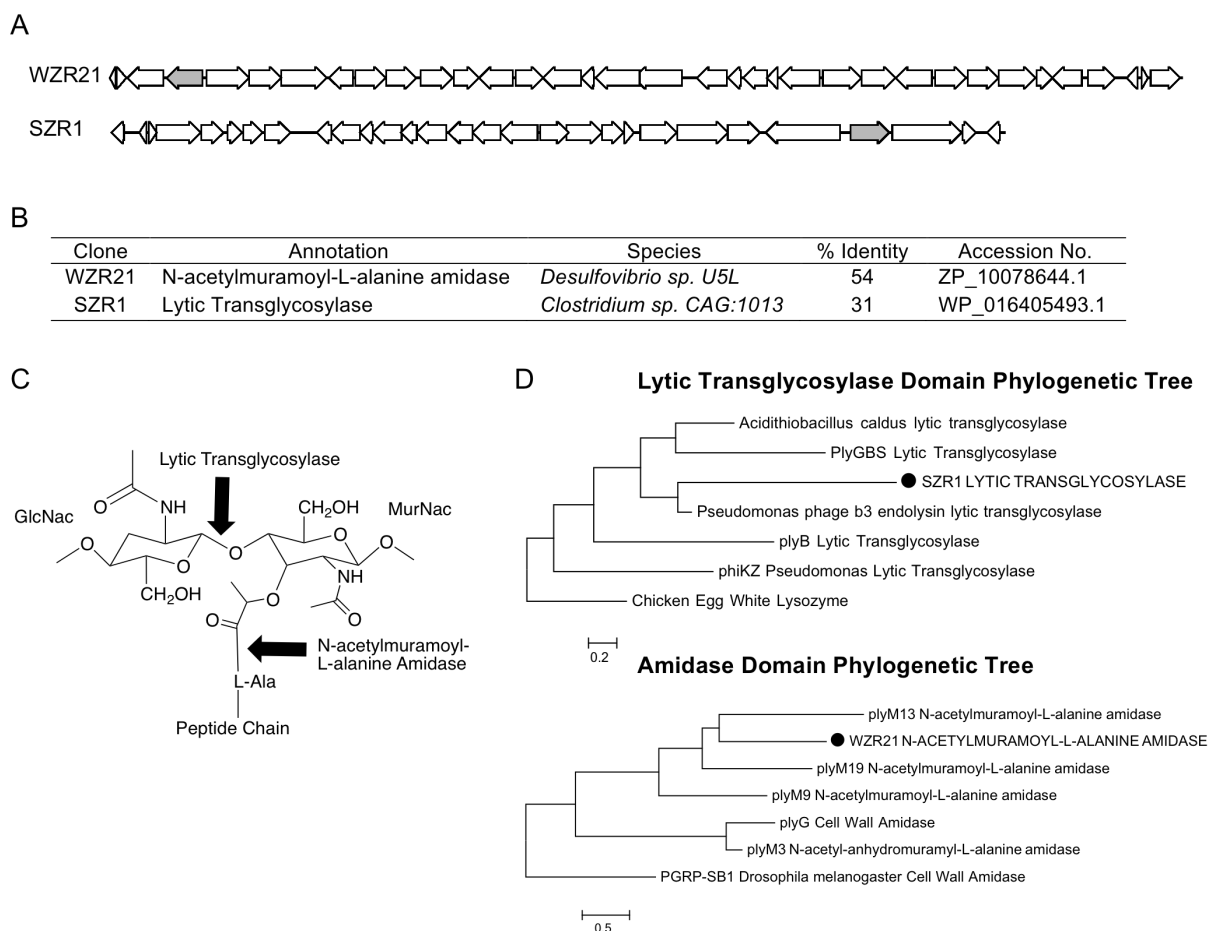 A
WZR21
SZR1
B
Clone Annotation Species % Identity Accession No.
WZR21 N-acetylmuramoyl-L-alanine amidase Desulfovibrio sp. U5L 54 ZP_10078644.1
SZR1 Lytic Transglycosylase Clostridium sp. CAG:1013 31 WP_016405493.1
C
Lytic Transglycosylase
O
NH
CH2OH
GlcNac
MurNac
O
O
O
O
O
CH2OH
O
NH
O
O
N-acetylmuramoyl-
L-alanine Amidase
L-Ala
Peptide Chain
D
Lytic Transglycosylase Domain Phylogenetic Tree
Acidithiobacillus caldus lytic transglycosylase
PlyGBS Lytic Transglycosylase
SZR1 LYTIC TRANSGLYCOSYLASE
Pseudomonas phage b3 endolysin lytic transglycosylase
plyB Lytic Transglycosylase
phiKZ Pseudomonas Lytic Transglycosylase
Chicken Egg White Lysozyme
0.2
Amidase Domain Phylogenetic Tree
plyM13 N-acetylmuramoyl-L-alanine amidase
WZR21 N-ACETYLMURAMOYL-L-ALANINE AMIDASE
plyM19 N-acetylmuramoyl-L-alanine amidase
plyM9 N-acetylmuramoyl-L-alanine amidase
plyG Cell Wall Amidase
plyM3 N-acetyl-anhydromuramyl-L-alanine amidase
PGRP-SB1 Drosophila melanogaster Cell Wall Amidase
0.5